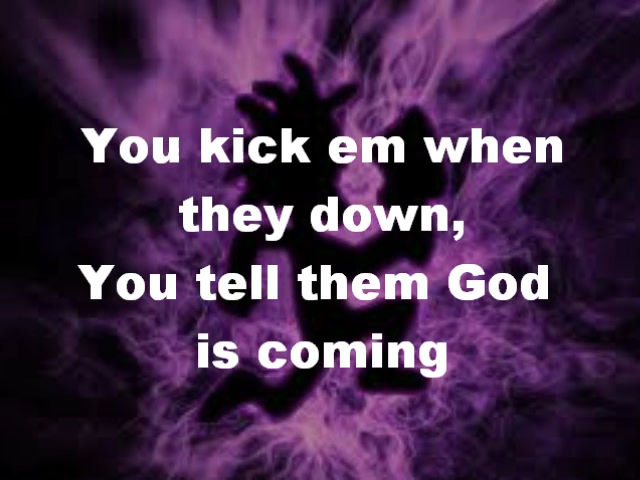 You kick em when
they down,
You tell them God
is coming